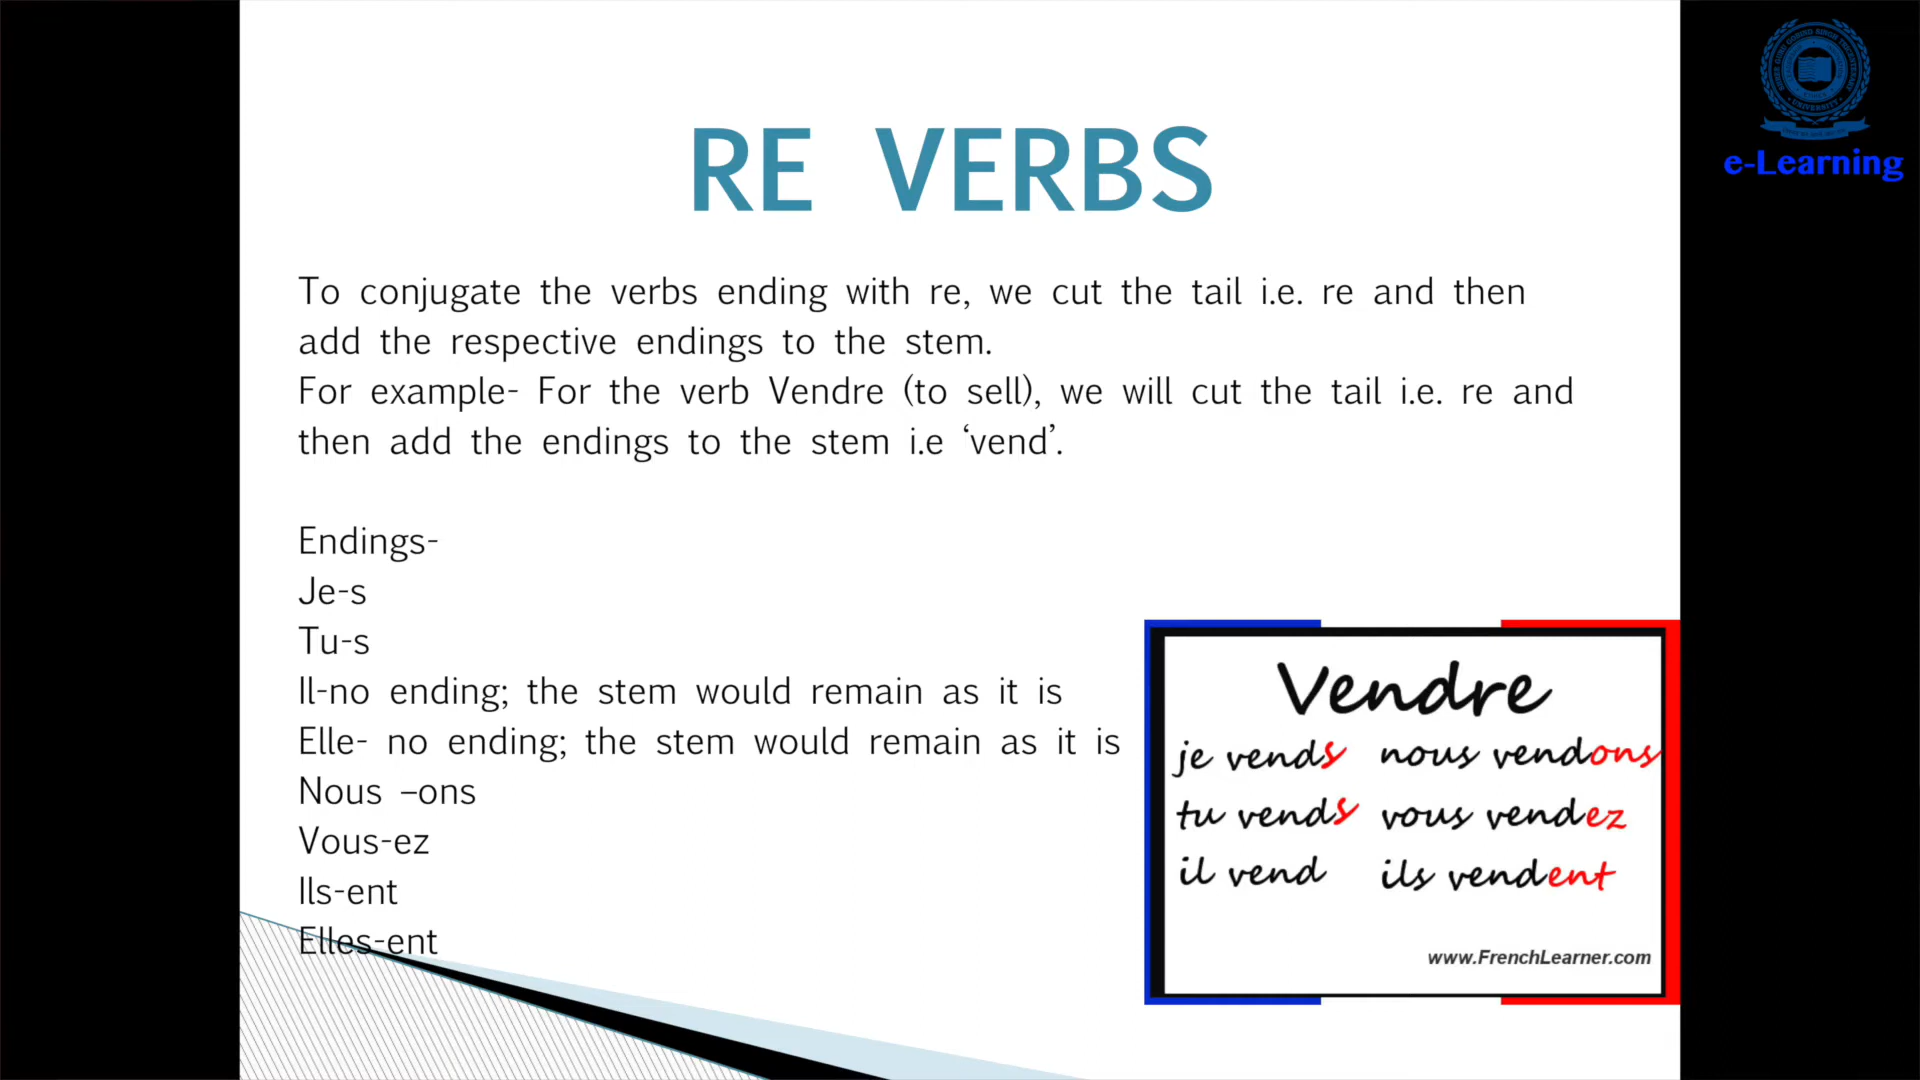 RE VERBS
To conjugate the verbs ending with re, we cut the tail i.e. re and then
add the respective endings to the stem.
For example- For the verb Vendre (to sell), we will cut the tail i.e. re and
then add the endings to the stem i.e ‘vend’.
Endings-
Je-s
Tu-s
Il-no ending; the stem would remain as it is
Elle- no ending; the stem would remain as it is
Nous –ons
Vous-ez
Ils-ent
Elles-ent
Vendre
je vends nous vendons
tu vends vous vendez
il vend ils vendent
www.FrenchLearner.com
UNIVERSITY
e-Learning